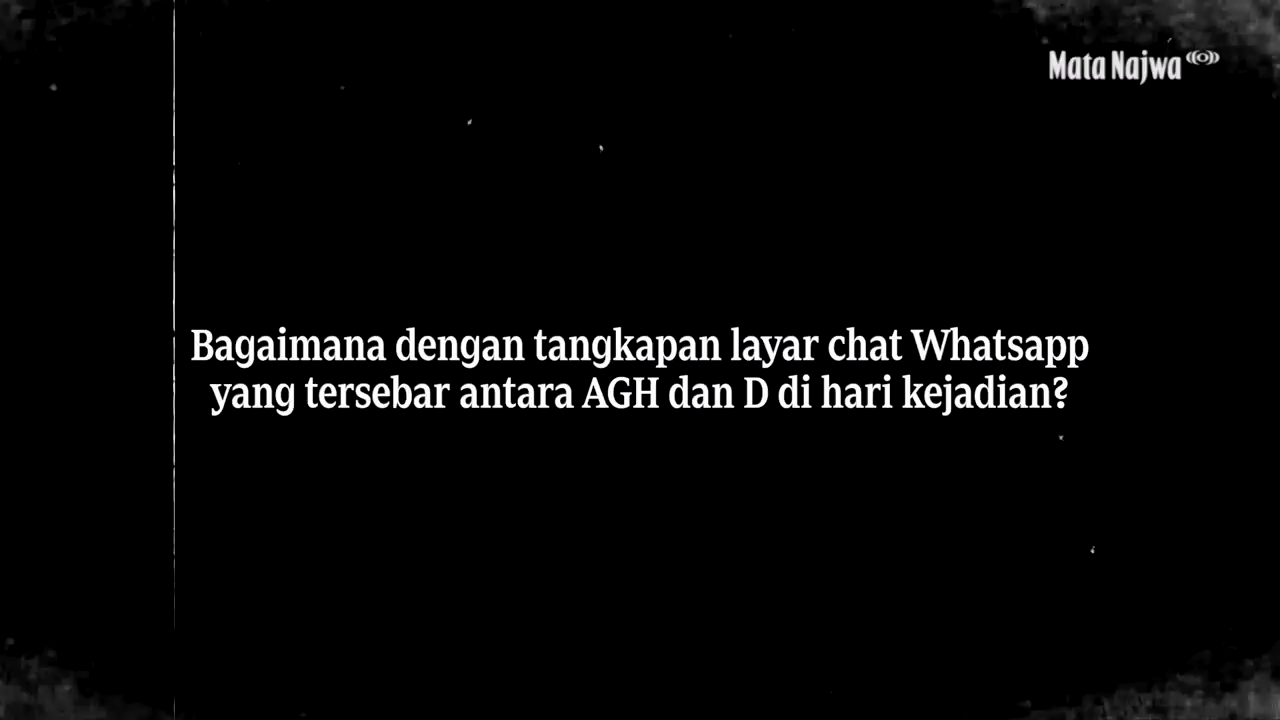 Mata Najwa
Bagaimana dengan tangkapan layar chat Whatsapp
yang tersebar antara AGH dan D di hari kejadian?